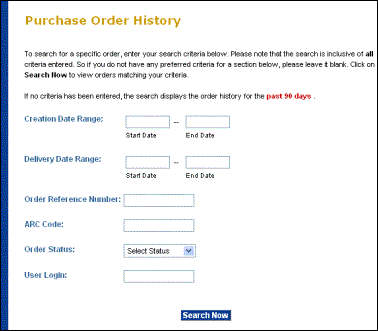 Purchase Order History
To search for a specific order, enter your search criteria below. Please note that the search is inclusive of all
criteria entered. So if you do not have any preferred criteria for a section below, please leave it blank. Click on
Search Now to view orders matching your criteria.
If no criteria has been entered, the search displays the order history for the past 90 days .
Creation Date Range: --
Start Date End Date
Delivery Date Range: --
Start Date End Date
Order Reference Number:
ARC Code:
Order Status: Select Status
User Login:
Search Now